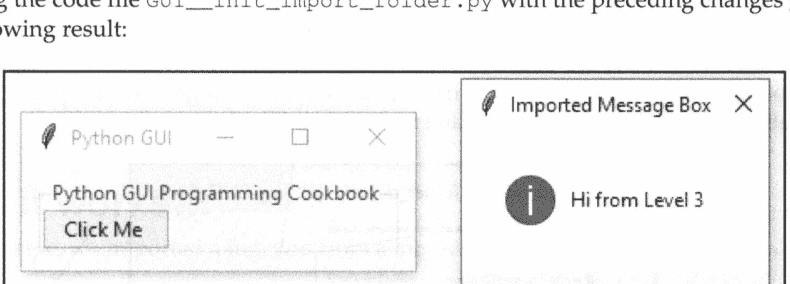 the code file GUI__init_import_folder.py with the preceding changes
owing result:
Python GUI
Python GUI Programming Cookbook
Click Me
Imported Message Box
Hi from Level 3